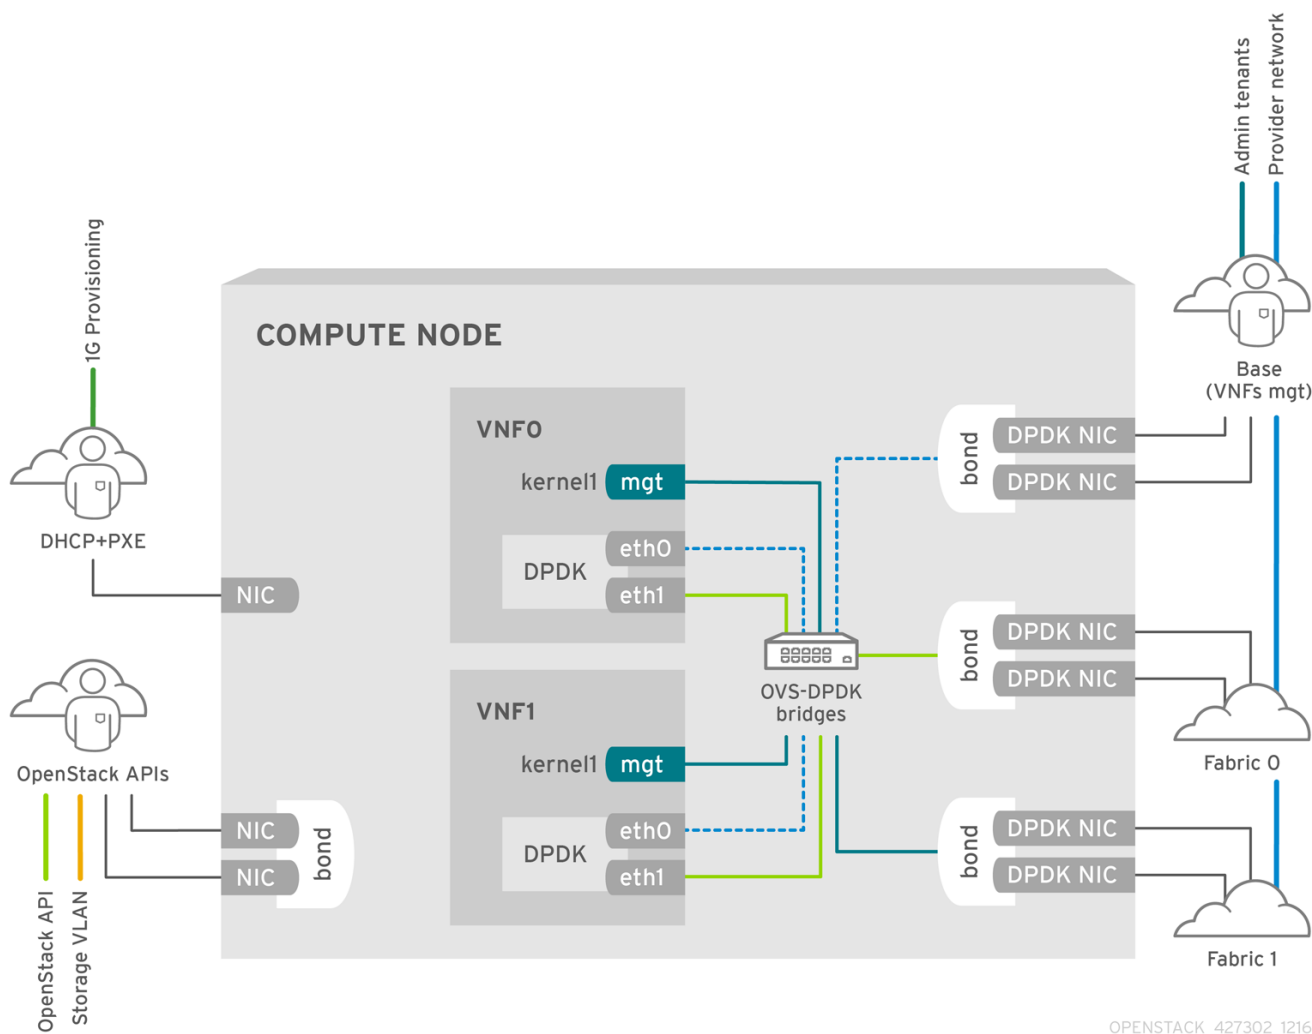 Admin tenants
Provider network
1G Provisioning
COMPUTE NODE
Base
(VNFs mgt)
VNF0
kernel1
mgt
eth0
DPDK
eth1
bond
DPDK NIC
DPDK NIC
DHCP+PXE
NIC
bond
DPDK NIC
DPDK NIC
OVS-DPDK
bridges
Fabric 0
VNF1
kernel1
mgt
eth0
DPDK
eth1
OpenStack APIs
NIC
NIC
bond
bond
DPDK NIC
DPDK NIC
Fabric 1
OpenStack API
Storage VLAN
OPENSTACK_427302_1216